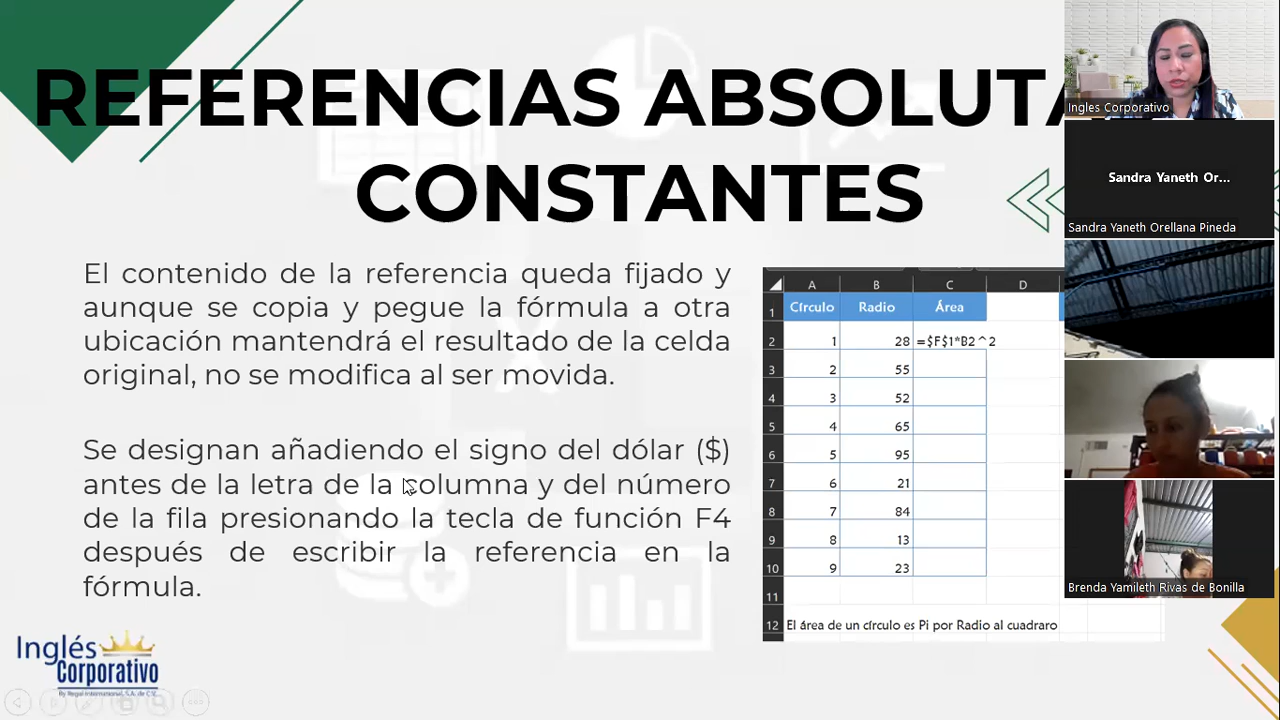 REFERENCIAS ABSOLUTA
CONSTANTES
El contenido de la referencia queda fijado y
aunque se copia y pegue la fórmula a otra
ubicación mantendrá el resultado de la celda
original, no se modifica al ser movida.
Se designan añadiendo el signo del dólar ($)
antes de la letra de la columna y del número
de la fila presionando la tecla de función F4
después de escribir la referencia en la
fórmula.
A B C D
1 Círculo Radio Área
2 1 28 =$F$1*B2^2
3 2 55
4 3 52
5 4 65
6 5 95
7 6 21
8 7 84
9 8 13
10 9 23
11
12 El área de un círculo es Pi por Radio al cuadraro
Inglés
Corporativo
By Regal International, S.A. de C.V.
Ingles Corporativo
Sandra Yaneth Or...
Sandra Yaneth Orellana Pineda
Brenda Yamileth Rivas de Bonilla